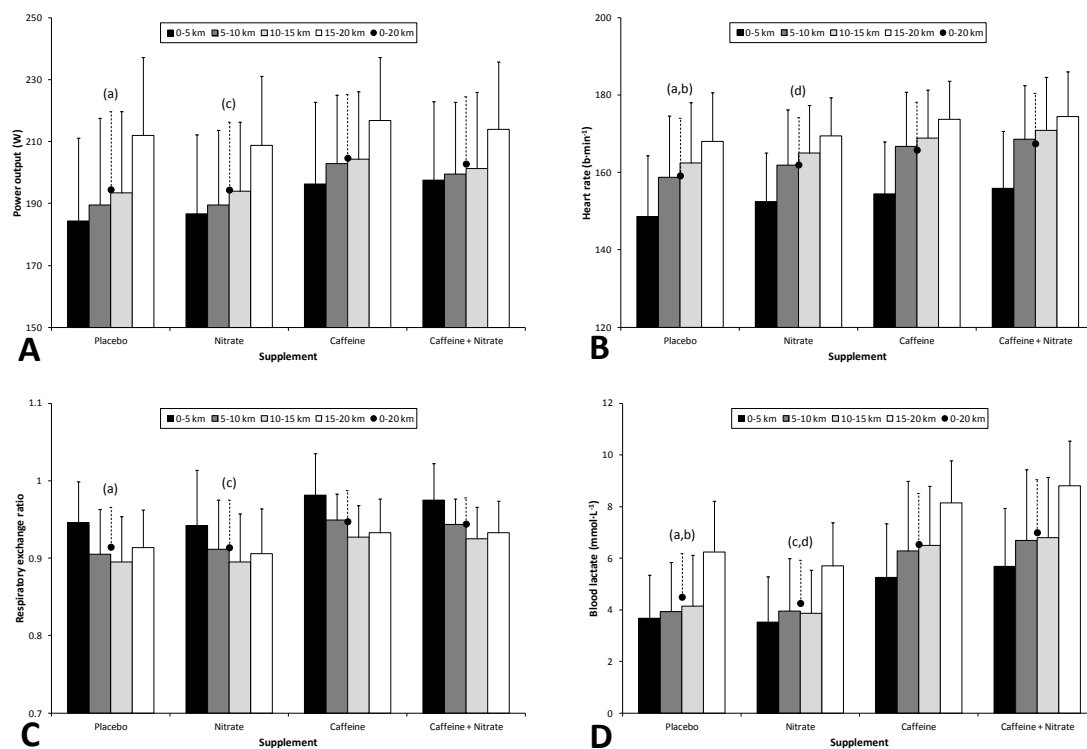 0-5 km 5-10 km 10-15 km 15-20 km 0-20 km
250
230
210
190
170
150
Power output (W)
(a)
(c)
Placebo Nitrate Caffeine Caffeine + Nitrate
Supplement
A
0-5 km 5-10 km 10-15 km 15-20 km 0-20 km
200
180
160
140
120
Heart rate (b·min⁻¹)
(a,b)
(d)
Placebo Nitrate Caffeine Caffeine + Nitrate
Supplement
B
0-5 km 5-10 km 10-15 km 15-20 km 0-20 km
1.1
1
0.9
0.8
0.7
Respiratory exchange ratio
(a)
(c)
Placebo Nitrate Caffeine Caffeine + Nitrate
Supplement
C
0-5 km 5-10 km 10-15 km 15-20 km 0-20 km
12
10
8
6
4
2
0
Blood lactate (mmol·L⁻¹)
(a,b)
(c,d)
Placebo Nitrate Caffeine Caffeine + Nitrate
Supplement
D